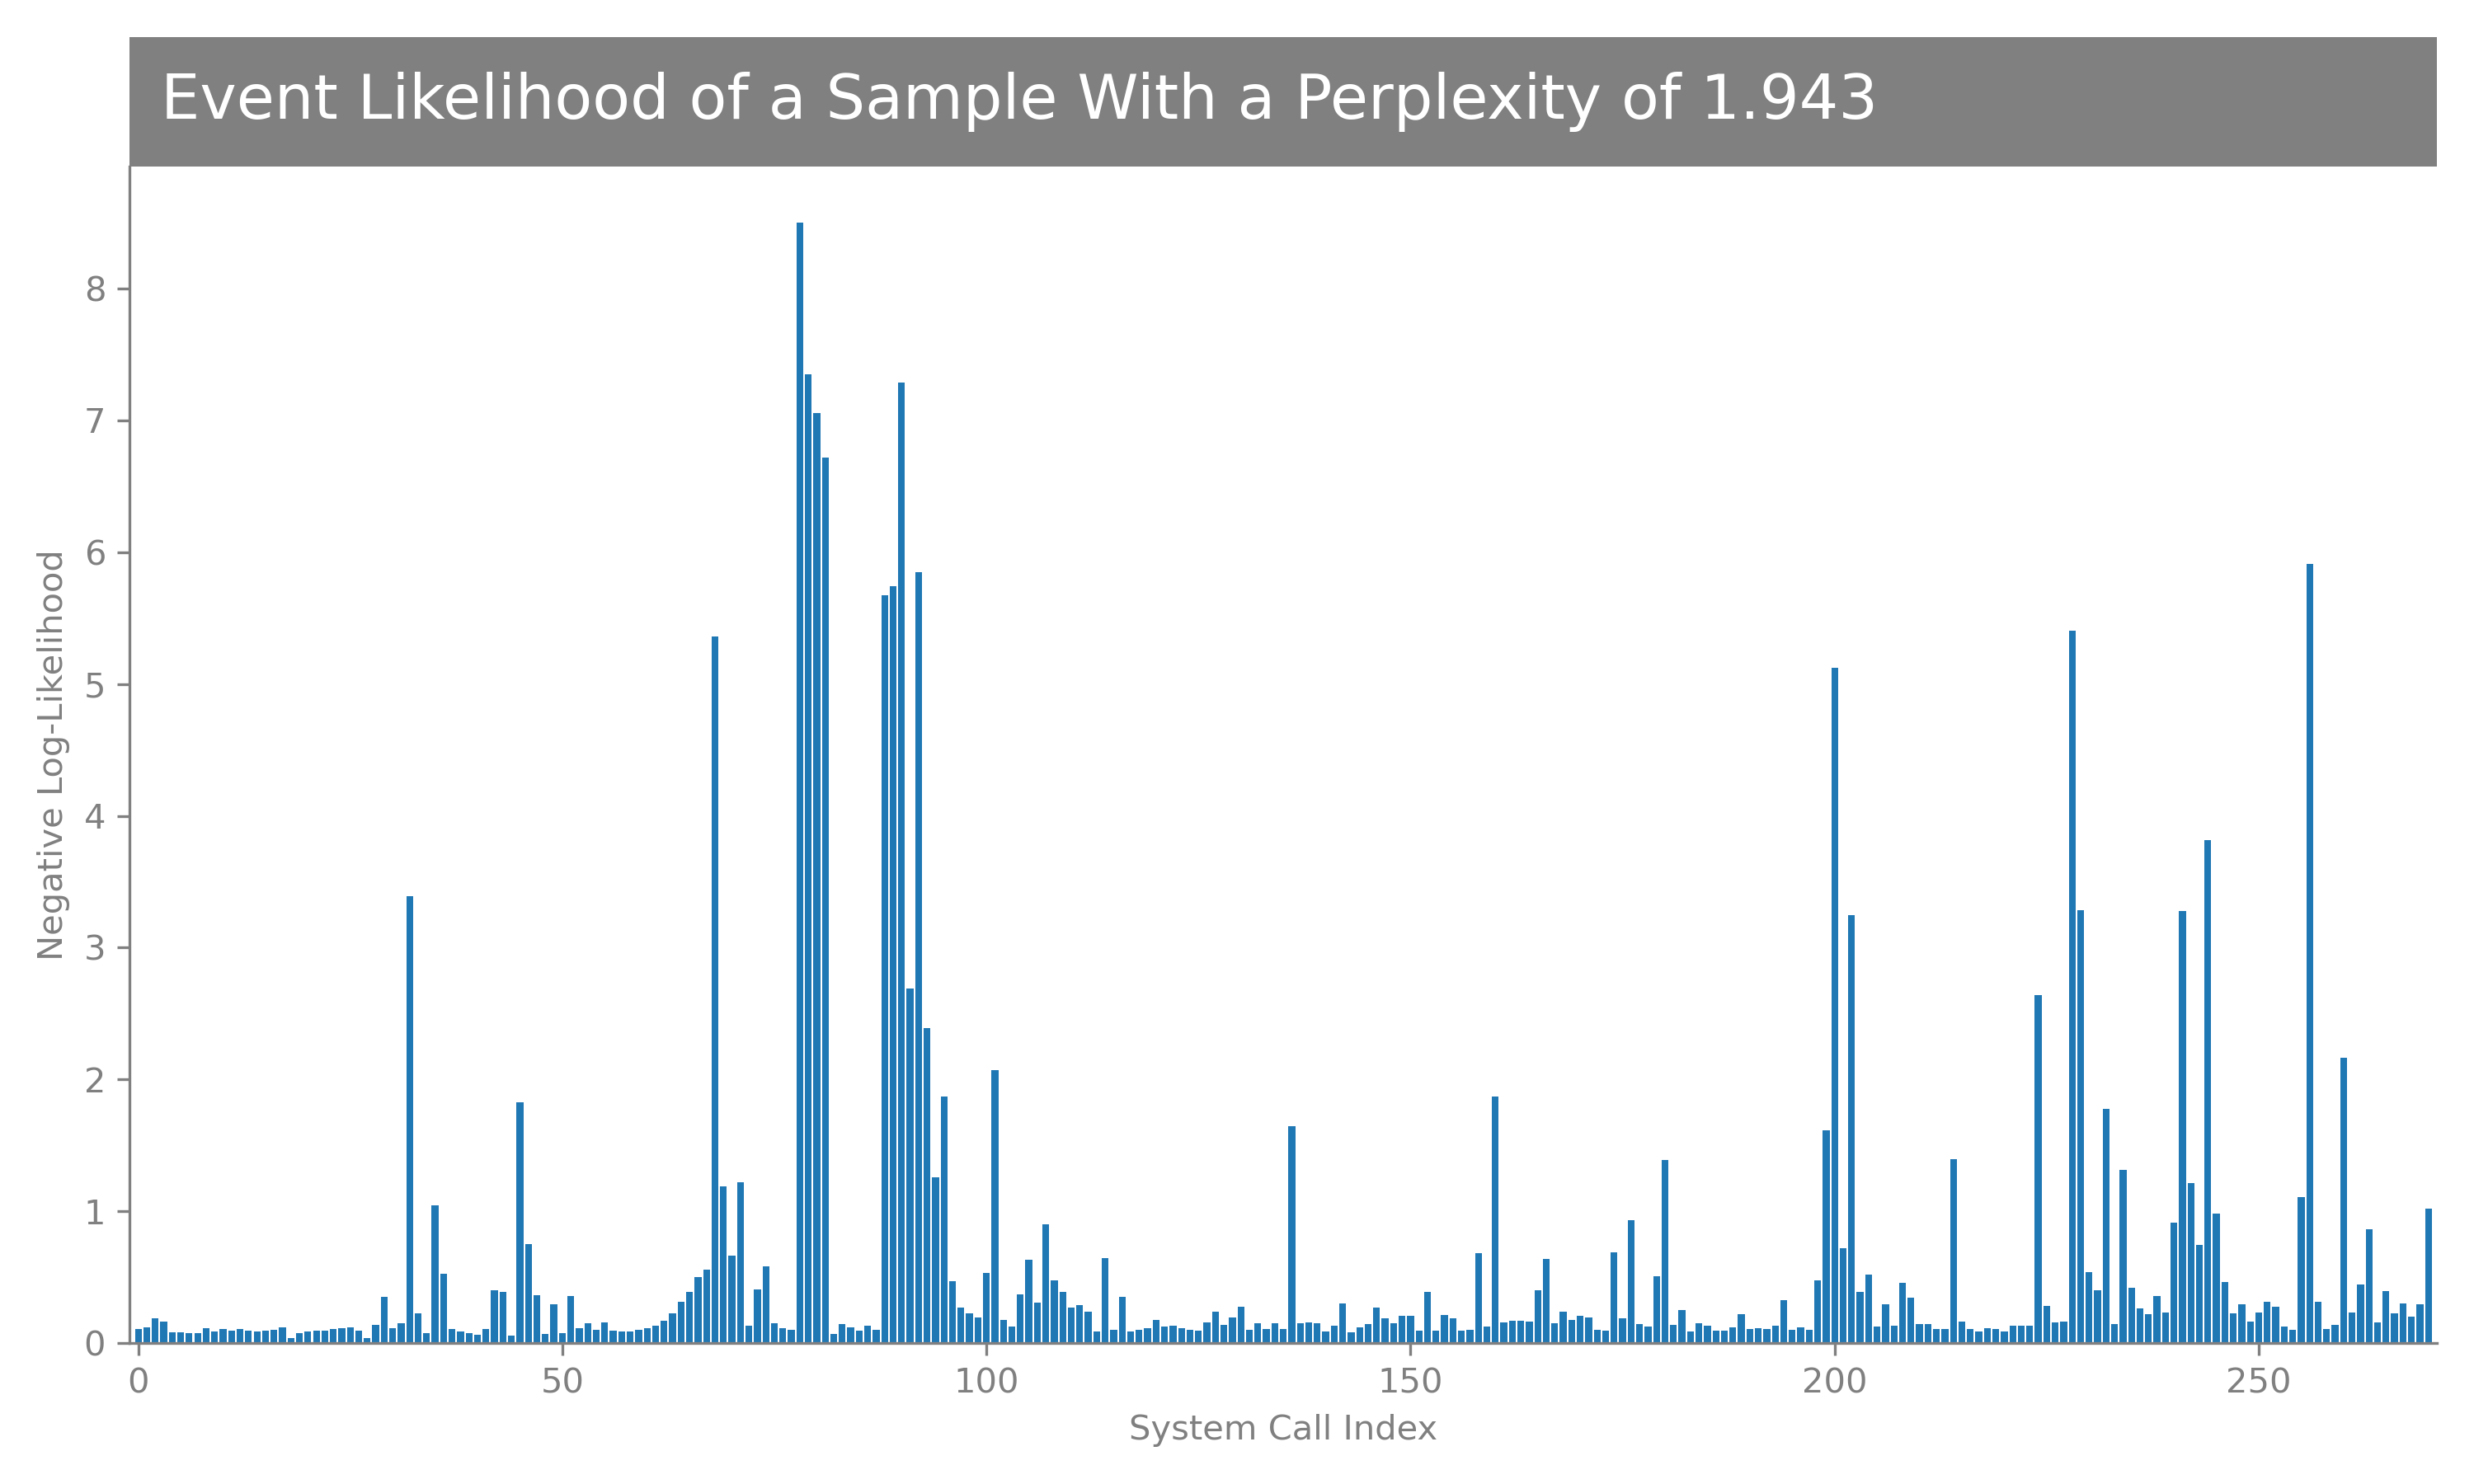 Event Likelihood of a Sample With a Perplexity of 1.943
8
7
6
5
4
3
2
1
0
Negative Log-Likelihood
0 50 100 150 200 250
System Call Index